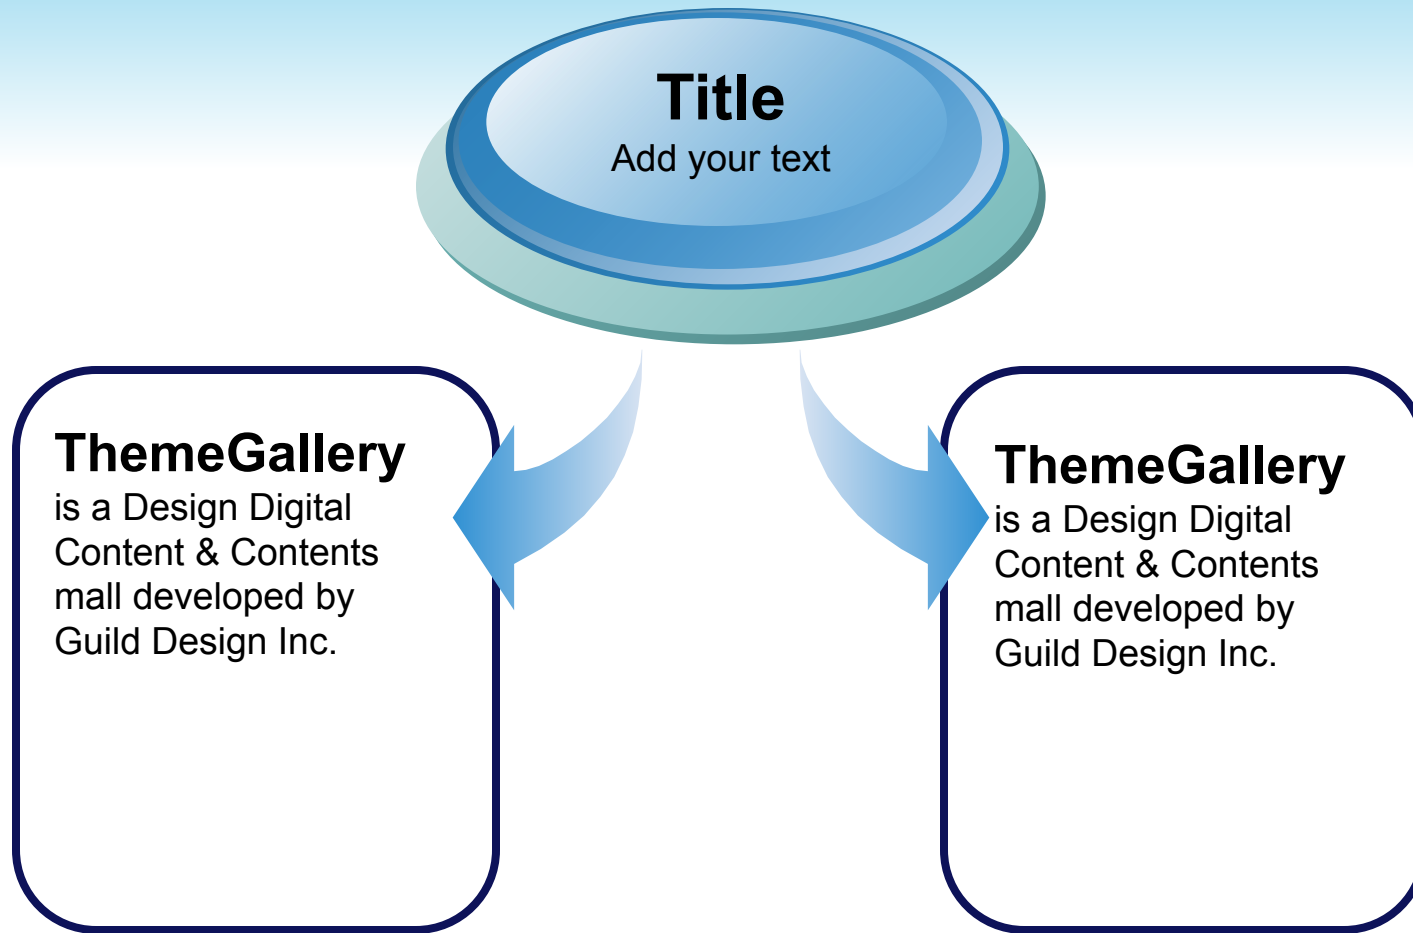 Title
Add your text
ThemeGallery
is a Design Digital
Content & Contents
mall developed by
Guild Design Inc.
ThemeGallery
is a Design Digital
Content & Contents
mall developed by
Guild Design Inc.